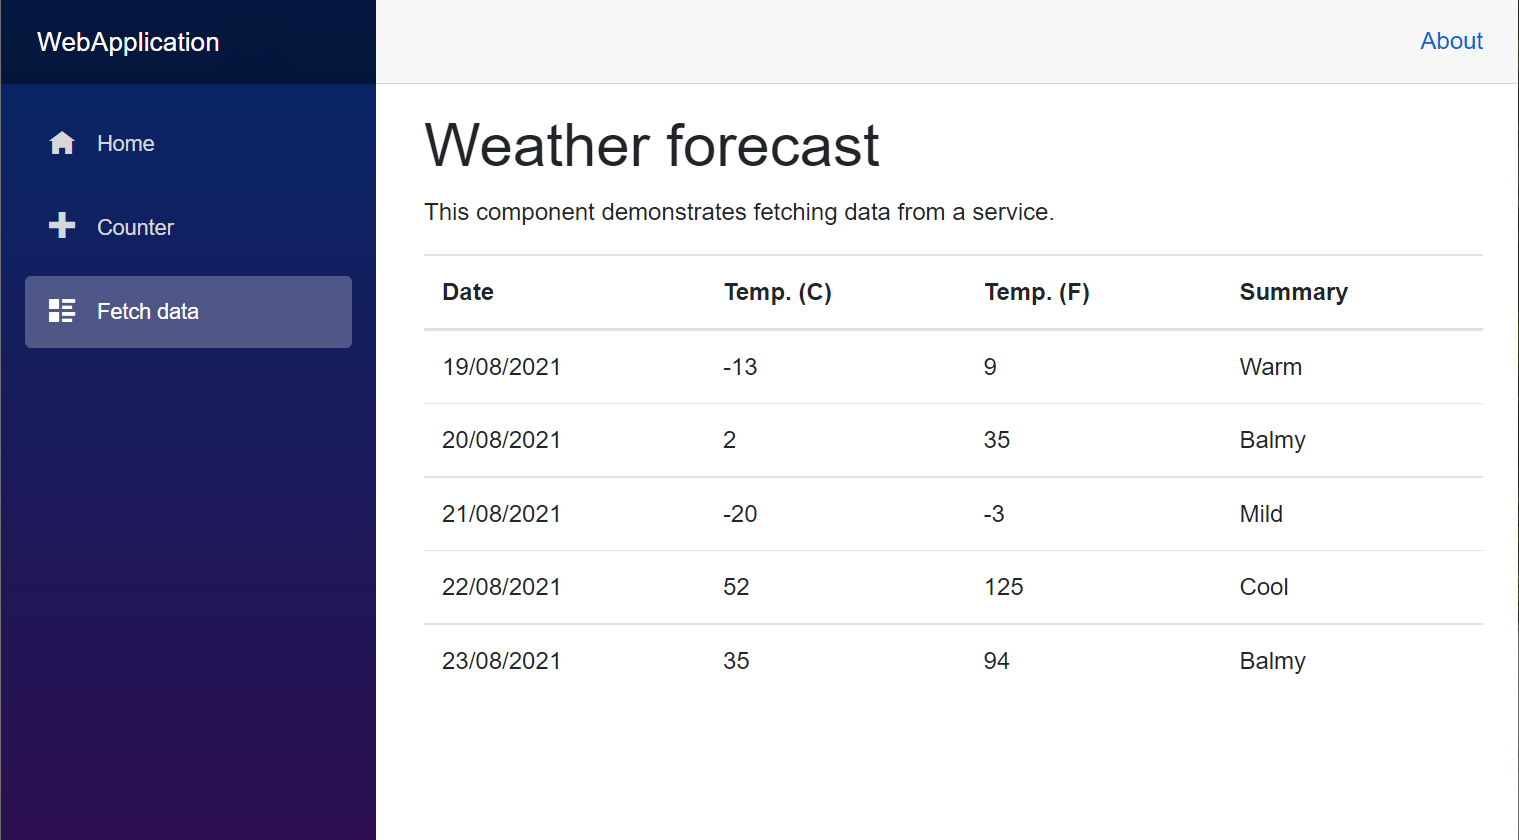 WebApplication
About
Home
Counter
Fetch data
Weather forecast
This component demonstrates fetching data from a service.
Date Temp. (C) Temp. (F) Summary
19/08/2021 -13 9 Warm
20/08/2021 2 35 Balmy
21/08/2021 -20 -3 Mild
22/08/2021 52 125 Cool
23/08/2021 35 94 Balmy